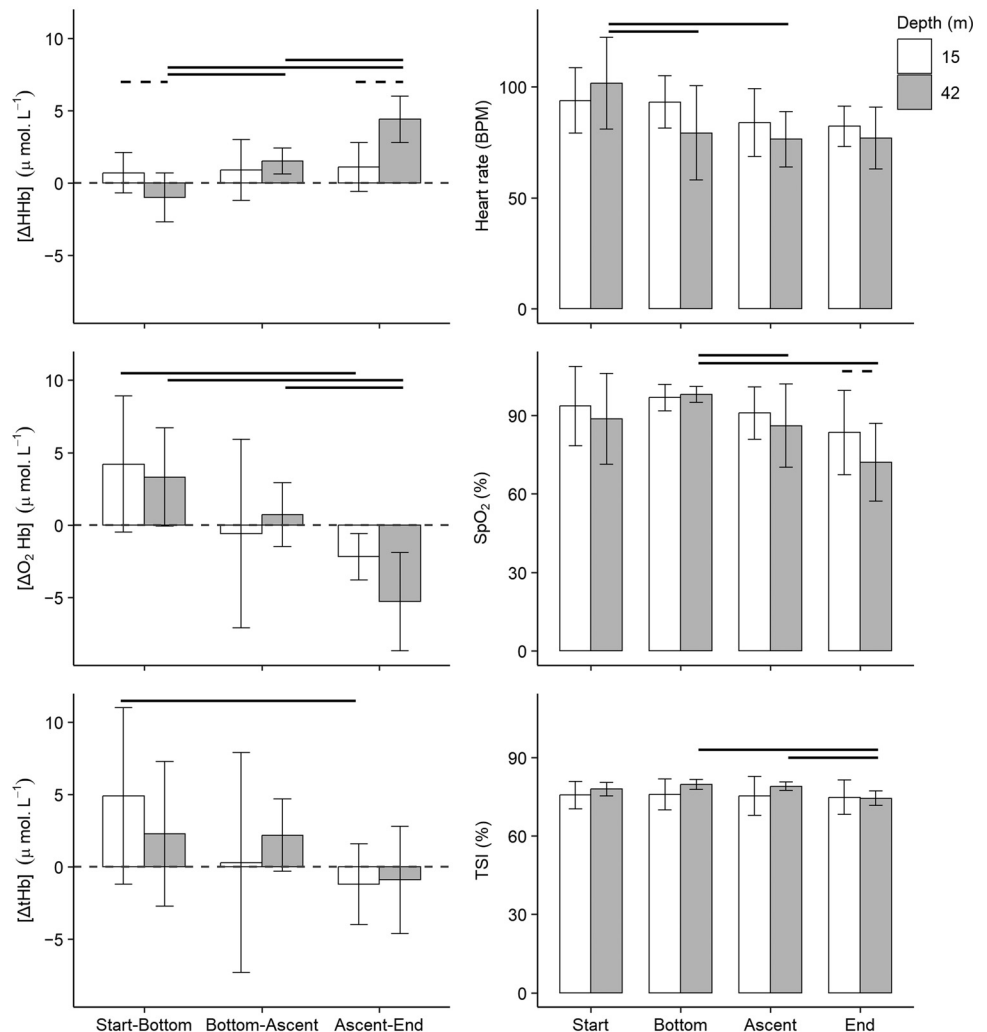 [ΔHHb] (μ mol. L⁻¹)
10
5
0
−5
Heart rate (BPM)
100
50
0
Depth (m)
15
42
[ΔO₂ Hb] (μ mol. L⁻¹)
10
5
0
−5
SpO₂ (%)
90
60
30
0
[ΔtHb] (μ mol. L⁻¹)
10
5
0
−5
Start-Bottom Bottom-Ascent Ascent-End
TSI (%)
90
60
30
0
Start Bottom Ascent End